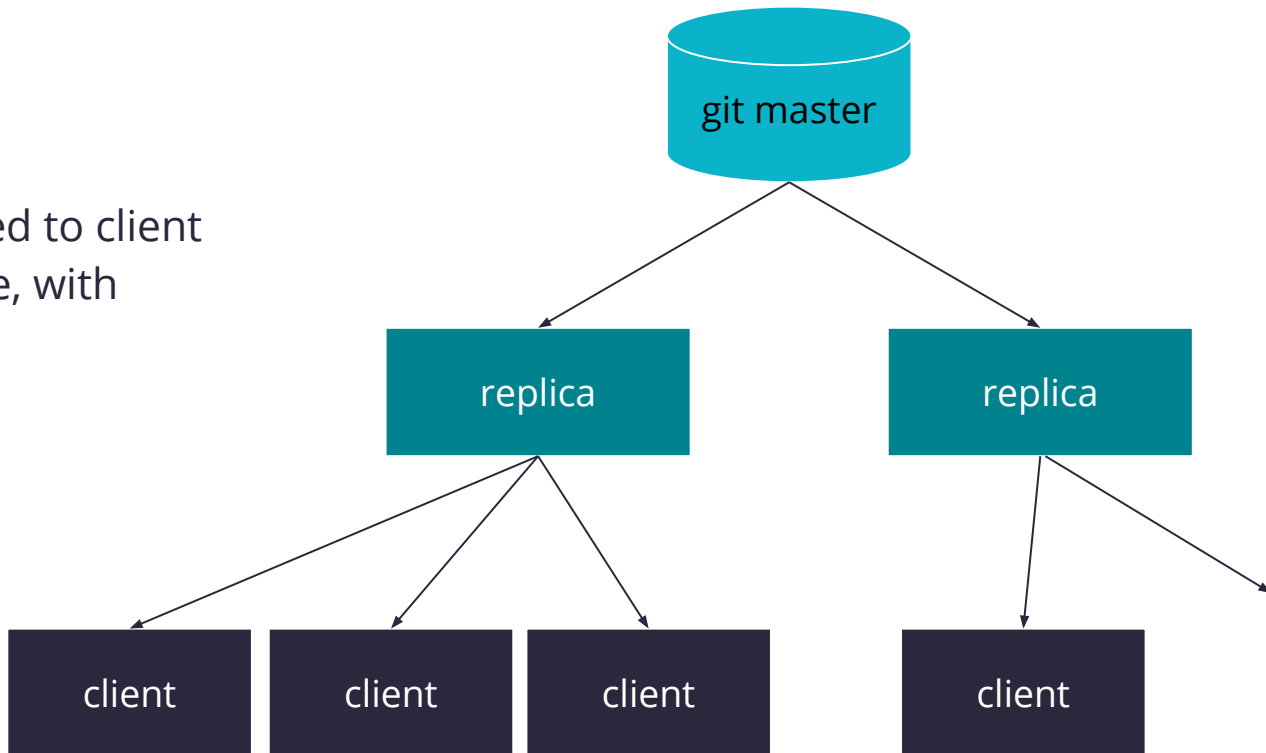 git master
ed to client
e, with
replica
replica
client
client
client
client